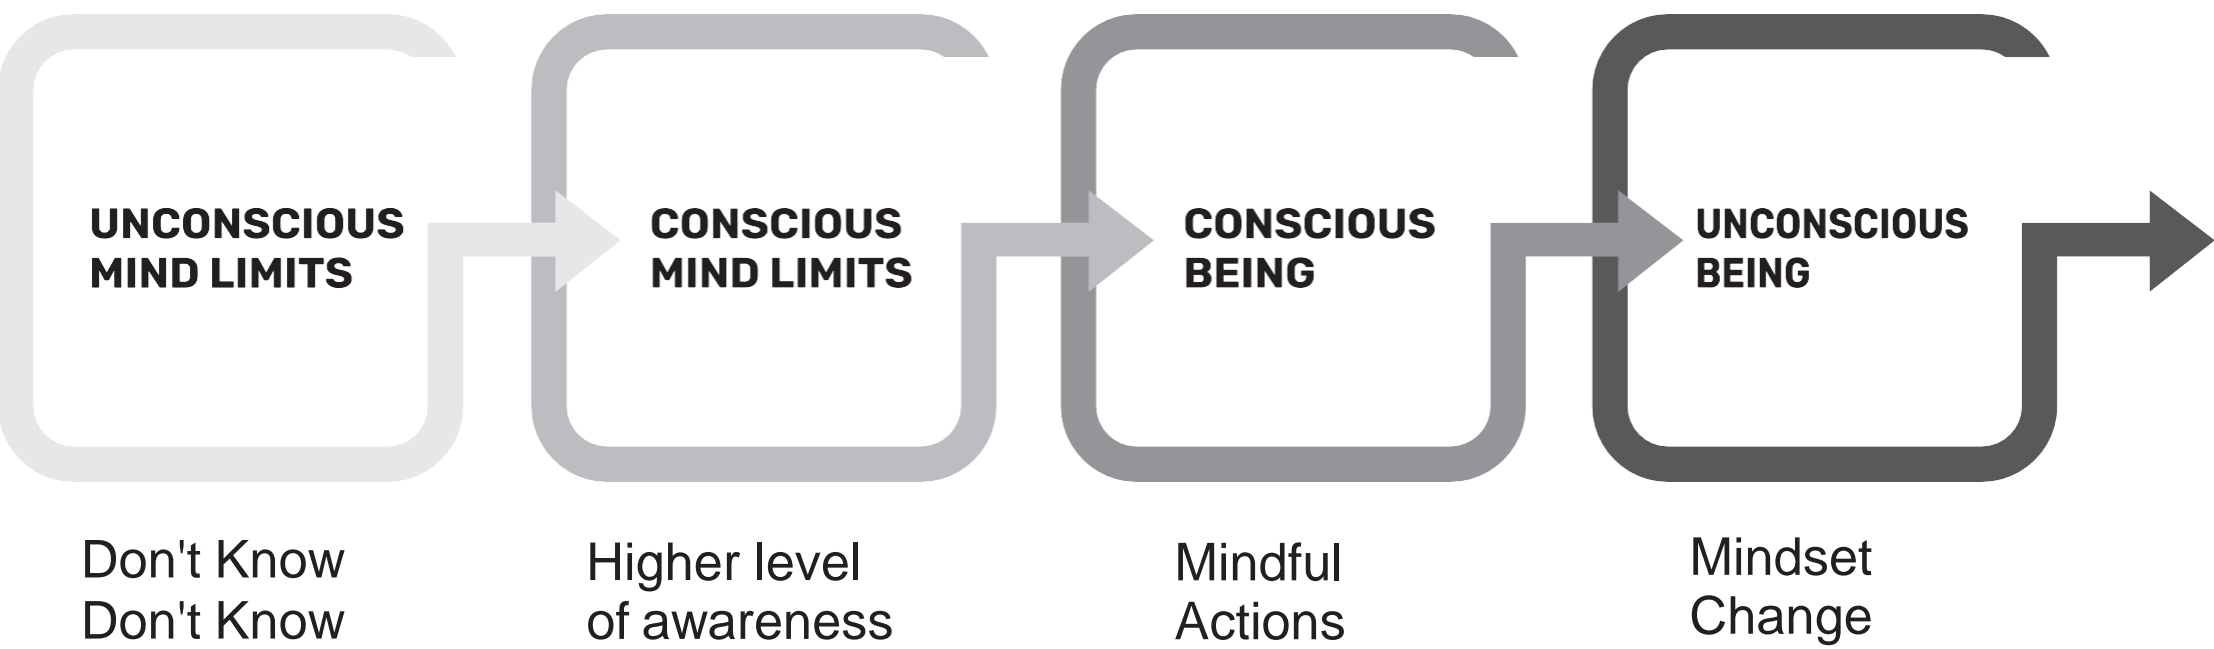 UNCONSCIOUS
MIND LIMITS
CONSCIOUS
MIND LIMITS
CONSCIOUS
BEING
UNCONSCIOUS
BEING
Don't Know
Don't Know
Higher level
of awareness
Mindful
Actions
Mindset
Change